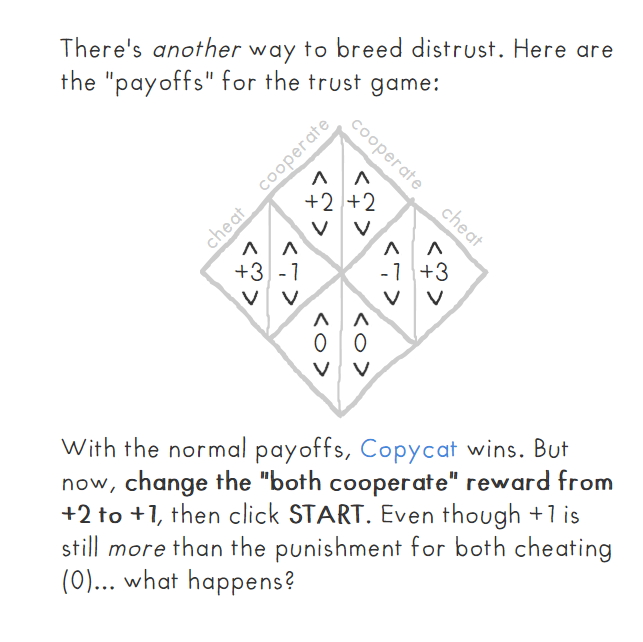 There's another way to breed distrust. Here are
the "payoffs" for the trust game:
cooperate cooperate
+2 +2
cheat cheat
+3 -1 -1 +3
0 0
With the normal payoffs, Copycat wins. But
now, change the "both cooperate" reward from
+2 to +1, then click START. Even though +1 is
still more than the punishment for both cheating
(0)... what happens?